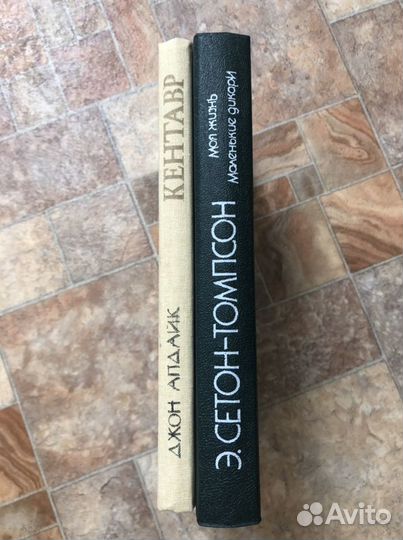 ДЖОН АПДАЙК КЕНТАВР
Э. СЕТОН-ТОМПСОН
Моя жизнь
Маленькие дикари
Avito